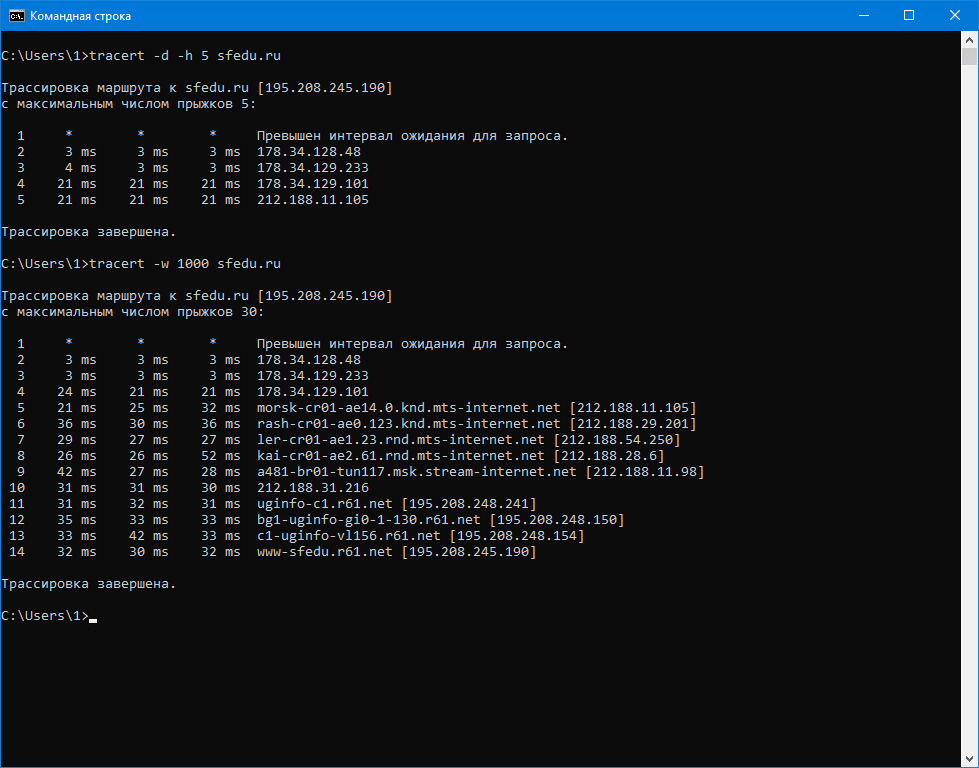 Командная строка
C:\Users\1>tracert -d -h 5 sfedu.ru
Трассировка маршрута к sfedu.ru [195.208.245.190]
с максимальным числом прыжков 5:
1 * * * Превышен интервал ожидания для запроса.
2 3 ms 3 ms 3 ms 178.34.128.48
3 4 ms 3 ms 3 ms 178.34.129.233
4 21 ms 21 ms 21 ms 178.34.129.101
5 21 ms 21 ms 21 ms 212.188.11.105
Трассировка завершена.
C:\Users\1>tracert -w 1000 sfedu.ru
Трассировка маршрута к sfedu.ru [195.208.245.190]
с максимальным числом прыжков 30:
1 * * * Превышен интервал ожидания для запроса.
2 3 ms 3 ms 3 ms 178.34.128.48
3 3 ms 3 ms 3 ms 178.34.129.233
4 24 ms 21 ms 21 ms 178.34.129.101
5 21 ms 25 ms 32 ms morsk-cr01-ae14.0.knd.mts-internet.net [212.188.11.105]
6 36 ms 30 ms 36 ms rash-cr01-ae0.123.knd.mts-internet.net [212.188.29.201]
7 29 ms 27 ms 27 ms ler-cr01-ae1.23.rnd.mts-internet.net [212.188.54.250]
8 26 ms 26 ms 52 ms kai-cr01-ae2.61.rnd.mts-internet.net [212.188.28.6]
9 42 ms 27 ms 28 ms a481-br01-tun117.msk.stream-internet.net [212.188.11.98]
10 31 ms 31 ms 30 ms 212.188.31.216
11 31 ms 32 ms 31 ms uginfo-c1.r61.net [195.208.248.241]
12 35 ms 33 ms 33 ms bg1-uginfo-gi0-1-130.r61.net [195.208.248.150]
13 33 ms 42 ms 33 ms c1-uginfo-vl156.r61.net [195.208.248.154]
14 32 ms 30 ms 32 ms www-sfedu.r61.net [195.208.245.190]
Трассировка завершена.
C:\Users\1>